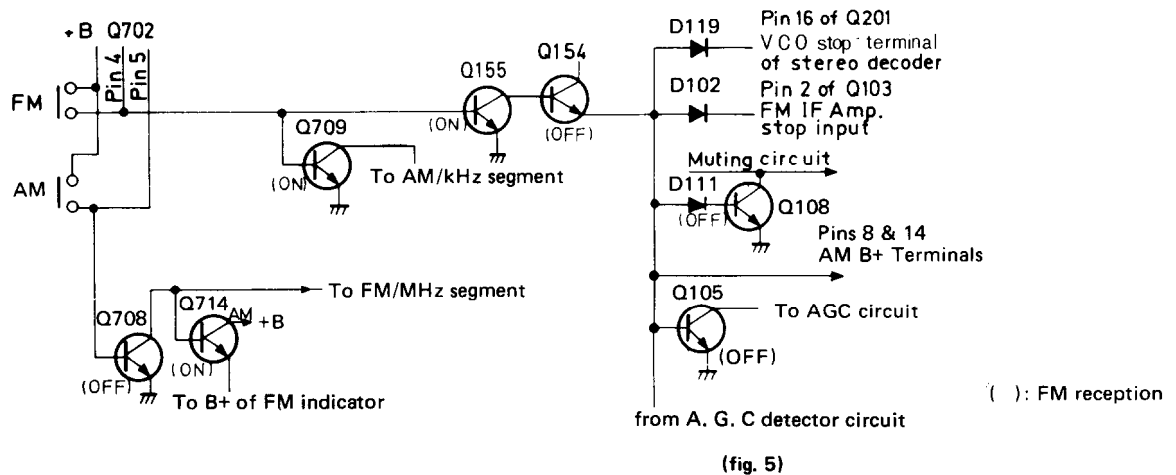 +B Q702
Pin 4
Pin 5
FM
AM
Q709
(ON)
To AM/kHz segment
Q155
(ON)
Q154
(OFF)
D119
Pin 16 of Q201
VCO stop terminal
of stereo decoder
D102
Pin 2 of Q103
FM IF Amp.
stop input
Muting circuit
D111
(OFF)
Q108
Pins 8 & 14
AM B+ Terminals
Q105
To AGC circuit
(OFF)
To FM/MHz segment
Q708
(OFF)
Q714
AM
+B
(ON)
To B+ of FM indicator
from A. G. C detector circuit
( ): FM reception
(fig. 5)